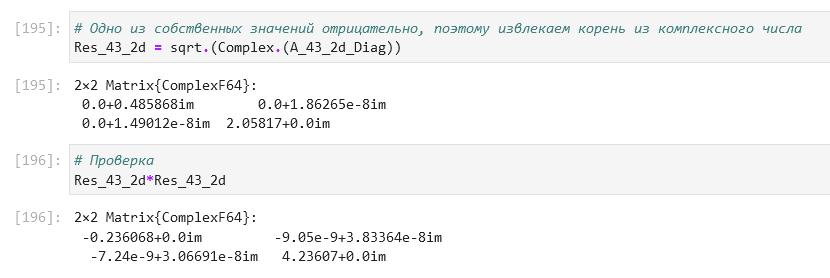 [195]: # Одно из собственных значений отрицательно, поэтому извлекаем корень из комплексного числа
Res_43_2d = sqrt.(Complex.(A_43_2d_Diag))
[195]: 2×2 Matrix{ComplexF64}:
0.0+0.485868im 0.0+1.86265e-8im
0.0+1.49012e-8im 2.05817+0.0im
[196]: # Проверка
Res_43_2d*Res_43_2d
[196]: 2×2 Matrix{ComplexF64}:
-0.236068+0.0im -9.05e-9+3.83364e-8im
-7.24e-9+3.06691e-8im 4.23607+0.0im